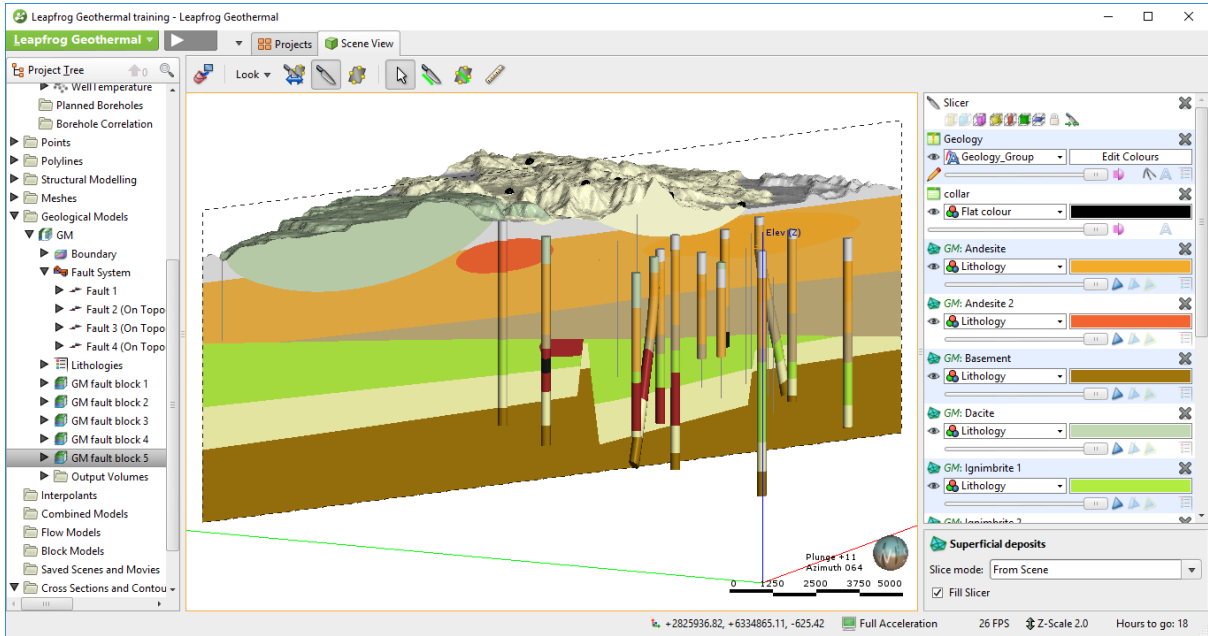 Leapfrog Geothermal training - Leapfrog Geothermal
Leapfrog Geothermal
Projects
Scene View
Project Tree
0
Look
WellTemperature
Planned Boreholes
Borehole Correlation
Points
Polylines
Structural Modelling
Meshes
Geological Models
GM
Boundary
Fault System
Fault 1
Fault 2 (On Topo
Fault 3 (On Topo
Fault 4 (On Topo
Lithologies
GM fault block 1
GM fault block 2
GM fault block 3
GM fault block 4
GM fault block 5
Output Volumes
Interpolants
Combined Models
Flow Models
Block Models
Saved Scenes and Movies
Cross Sections and Contou
Elev (Z)
Plunge +11
Azimuth 064
0 1250 2500 3750 5000
Slicer
Geology
Geology_Group
Edit Colours
collar
Flat colour
GM: Andesite
Lithology
GM: Andesite 2
Lithology
GM: Basement
Lithology
GM: Dacite
Lithology
GM: Ignimbrite 1
Lithology
GM: Ignimbrite 2
Superficial deposits
Slice mode: From Scene
Fill Slicer
+2825936.82, +6334865.11, -625.42
Full Acceleration
26 FPS
Z-Scale 2.0
Hours to go: 18